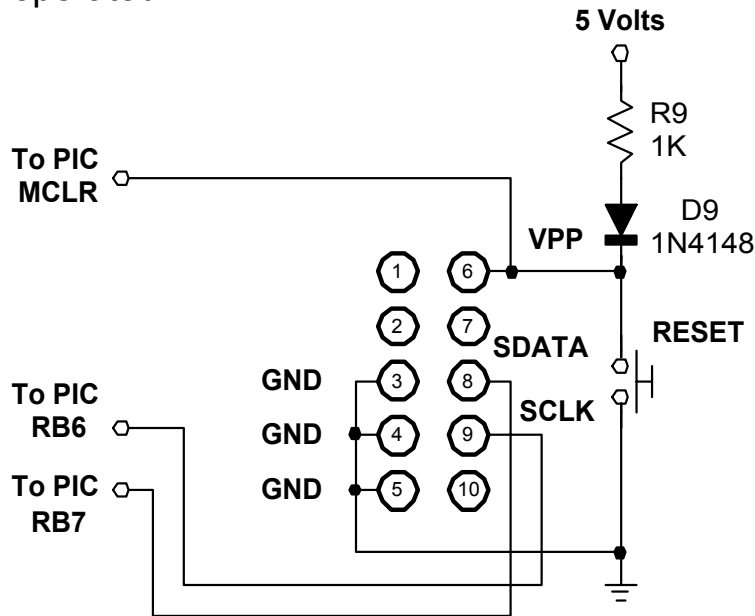 5 Volts
R9
1K
To PIC
MCLR
D9
1N4148
VPP
1
6
2
7
SDATA
RESET
GND
3
8
SCLK
To PIC
RB6
GND
4
9
To PIC
RB7
GND
5
10